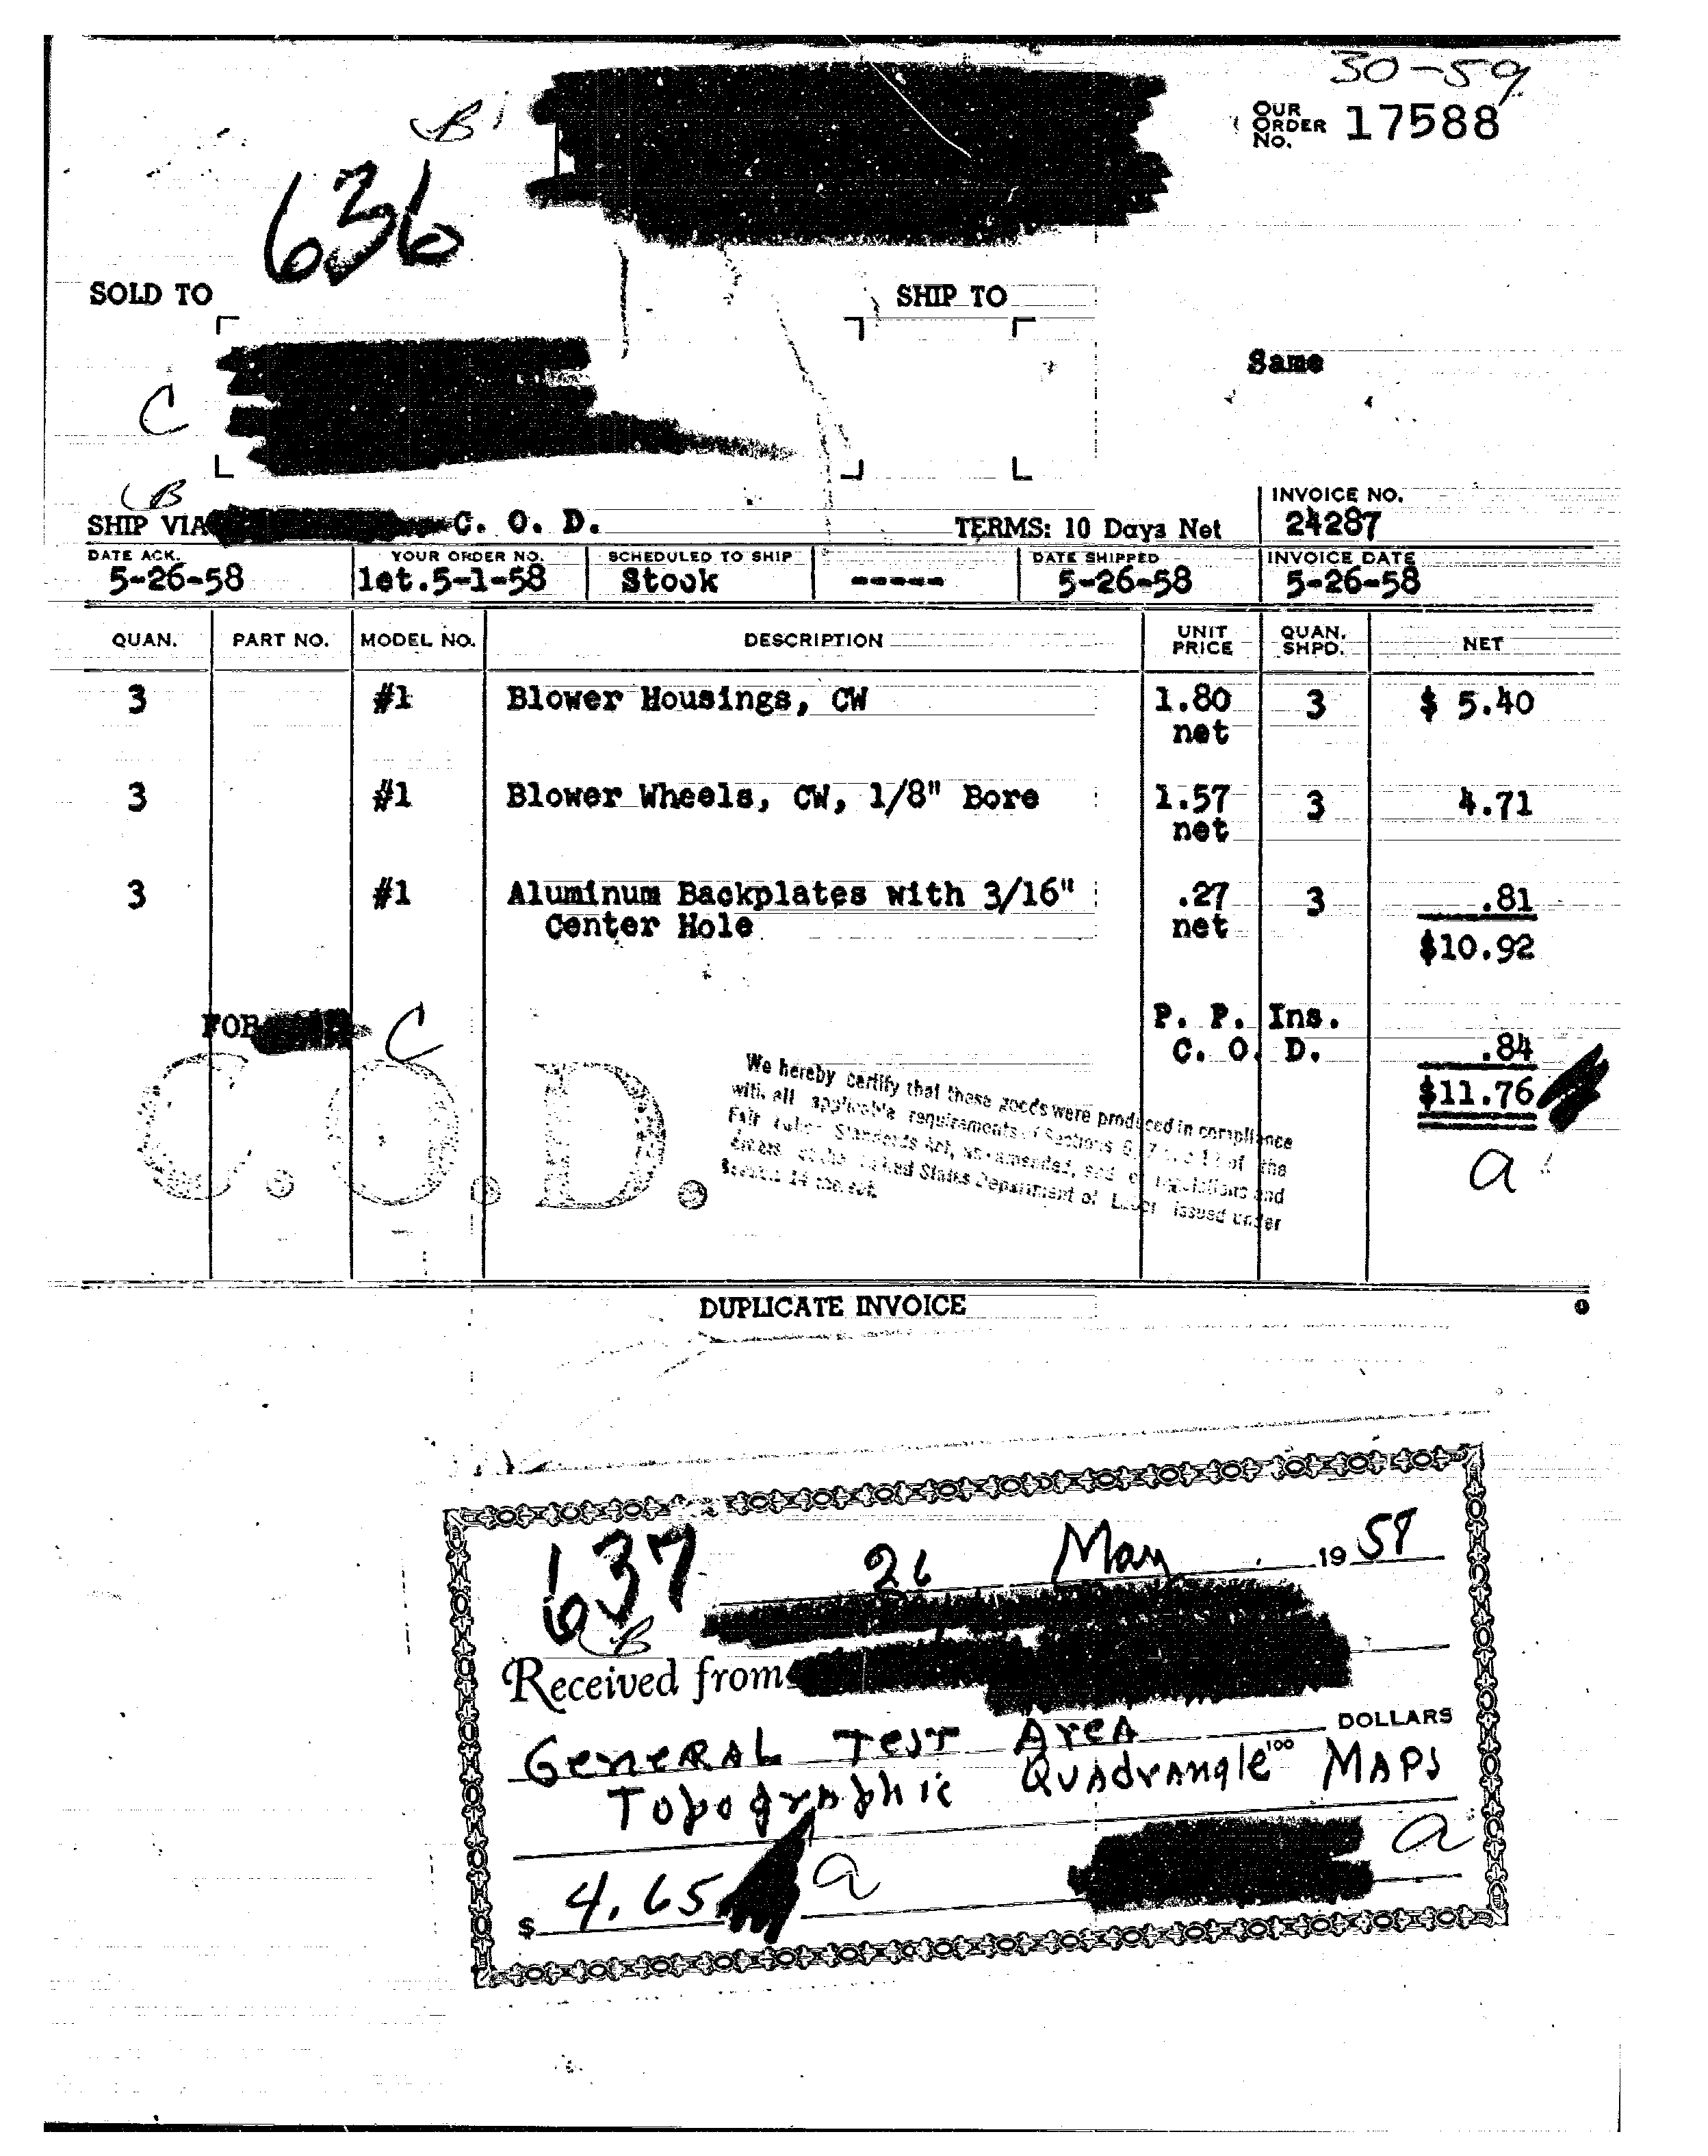 30-59
B
OUR ORDER No. 17588
636
SOLD TO
SHIP TO
Same
C
B
SHIP VIA C. O. D.
TERMS: 10 Days Net
INVOICE NO.
24287
DATE ACK.
5-26-58
YOUR ORDER NO.
let.5-1-58
SCHEDULED TO SHIP
Stock
-----
DATE SHIPPED
5-26-58
INVOICE DATE
5-26-58
QUAN. PART NO. MODEL NO. DESCRIPTION UNIT PRICE QUAN. SHPD. NET
3 #1 Blower Housings, CW 1.80 net 3 $ 5.40
3 #1 Blower Wheels, CW, 1/8" Bore 1.57 net 3 4.71
3 #1 Aluminum Backplates with 3/16" .27 net 3 .81
Center Hole
$10.92
FOB C
P. P. Ins.
C. O. D. .84
$11.76
a
C.O.D.
We hereby certify that these goods were produced in compliance
with all applicable requirements of Sections 6, 7 of the
Fair Labor Standards Act, as amended, and of regulations and
orders of the United States Department of Labor issued under
Section 14 thereof.
DUPLICATE INVOICE
637
26 May 1958
B
Received from
DOLLARS
GENERAL TEST AREA
100
Topographic QUADRANGLE MAPS
a
$ 4.65 a